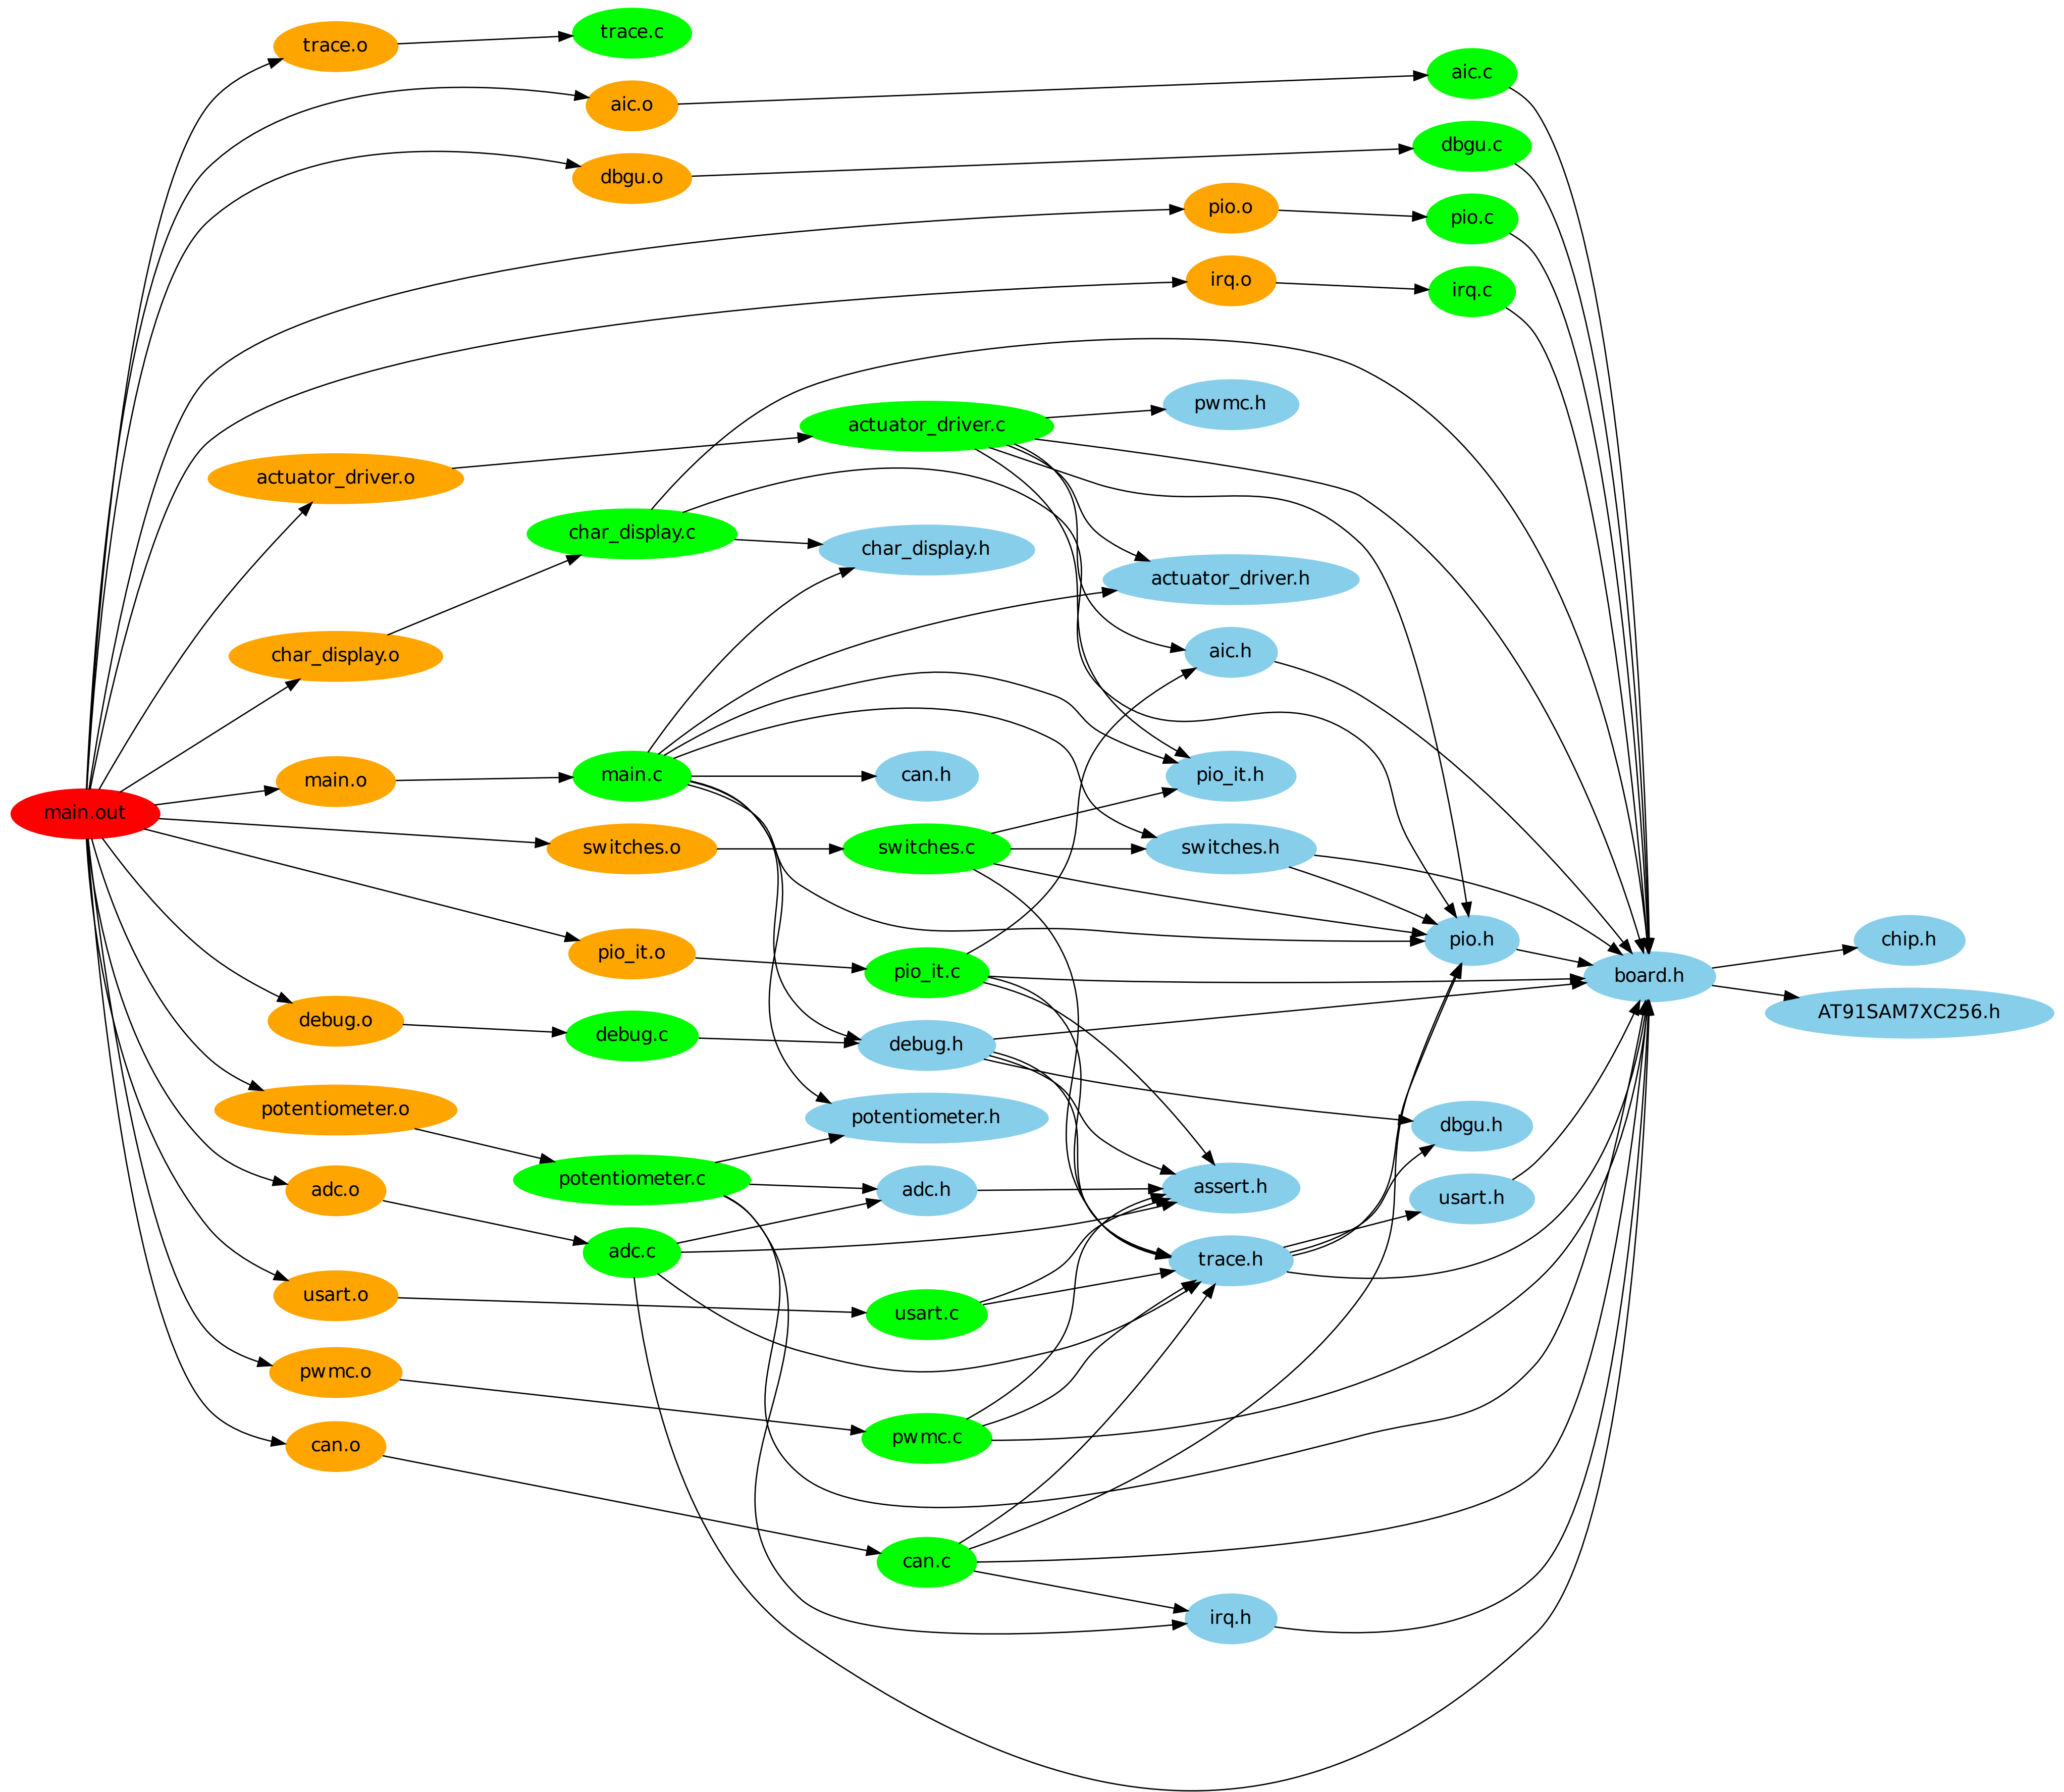 trace.o
trace.c
aic.o
aic.c
dbgu.o
dbgu.c
pio.o
pio.c
irq.o
irq.c
pwmc.h
actuator_driver.c
actuator_driver.o
char_display.c
char_display.h
actuator_driver.h
char_display.o
aic.h
main.o
main.c
can.h
pio_it.h
main.out
switches.o
switches.c
switches.h
pio.h
chip.h
pio_it.o
pio_it.c
board.h
AT91SAM7XC256.h
debug.o
debug.c
debug.h
potentiometer.o
potentiometer.h
dbgu.h
potentiometer.c
adc.o
adc.h
assert.h
usart.h
adc.c
trace.h
usart.o
usart.c
pwmc.o
pwmc.c
can.o
can.c
irq.h